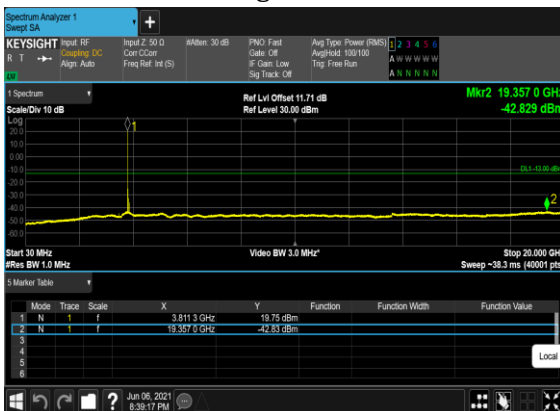 Spectrum Analyzer 1
Swept SA
KEYSIGHT
R T
LV
Input: RF
Coupling: DC
Align: Auto
Input Z: 50 Ω
Corr CCorr
Freq Ref: Int (S)
#Atten: 30 dB
PNO: Fast
Gate: Off
IF Gain: Low
Sig Track: Off
Avg Type: Power (RMS)
Avg|Hold: 100/100
Trig: Free Run
1 2 3 4 5 6
A W W W W W
A N N N N N
1 Spectrum
Scale/Div 10 dB
Ref Lvl Offset 11.71 dB
Ref Level 30.00 dBm
Mkr2 19.357 0 GHz
-42.829 dBm
Log
20.0
10.0
0.00
-10.0
-20.0
-30.0
-40.0
-50.0
-60.0
1
DL1 -13.00 dBm
2
Start 30 MHz
#Res BW 1.0 MHz
Video BW 3.0 MHz*
Stop 20.000 GHz
Sweep ~38.3 ms (40001 pts)
5 Marker Table
Mode Trace Scale X Y Function Function Width Function Value
1 N 1 f 3.811 3 GHz 19.75 dBm
2 N 1 f 19.357 0 GHz -42.83 dBm
3
4
5
6
Local
?
Jun 06, 2021
8:39:17 PM